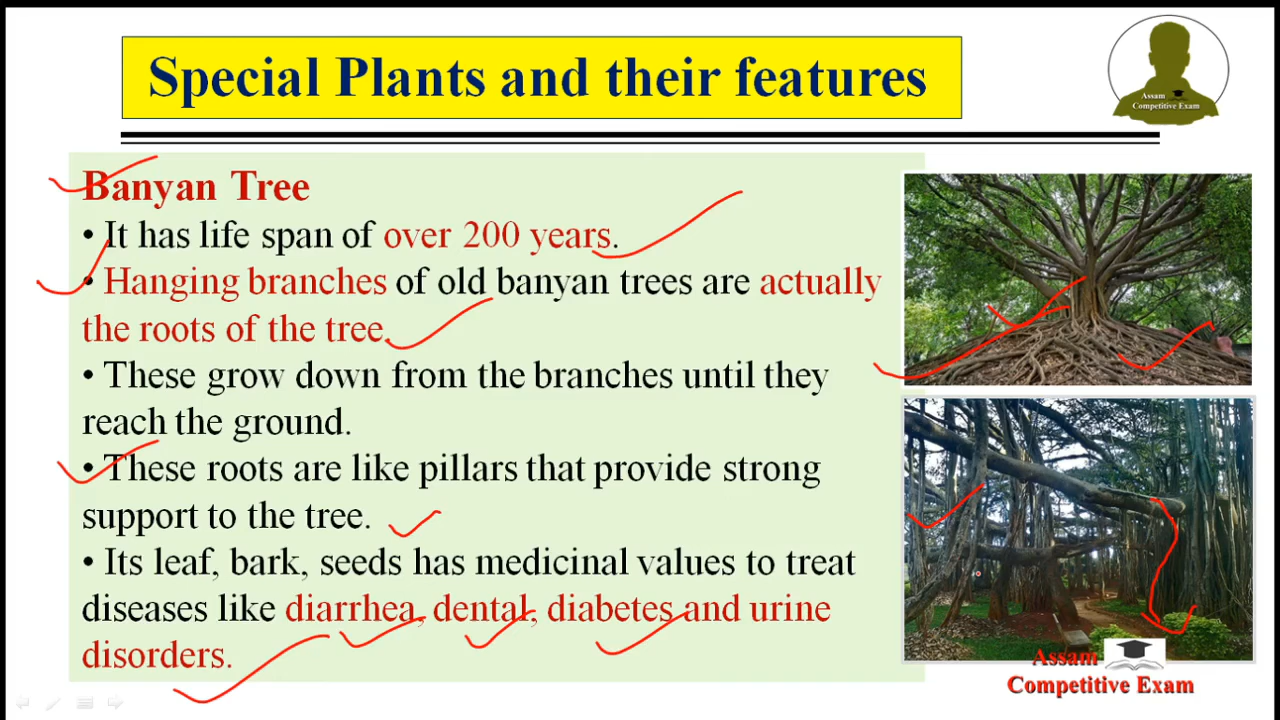 Special Plants and their features
Assam
Competitive Exam
Banyan Tree
• It has life span of over 200 years.
• Hanging branches of old banyan trees are actually
the roots of the tree.
• These grow down from the branches until they
reach the ground.
• These roots are like pillars that provide strong
support to the tree.
• Its leaf, bark, seeds has medicinal values to treat
diseases like diarrhea, dental, diabetes and urine
disorders.
Assam
Competitive Exam